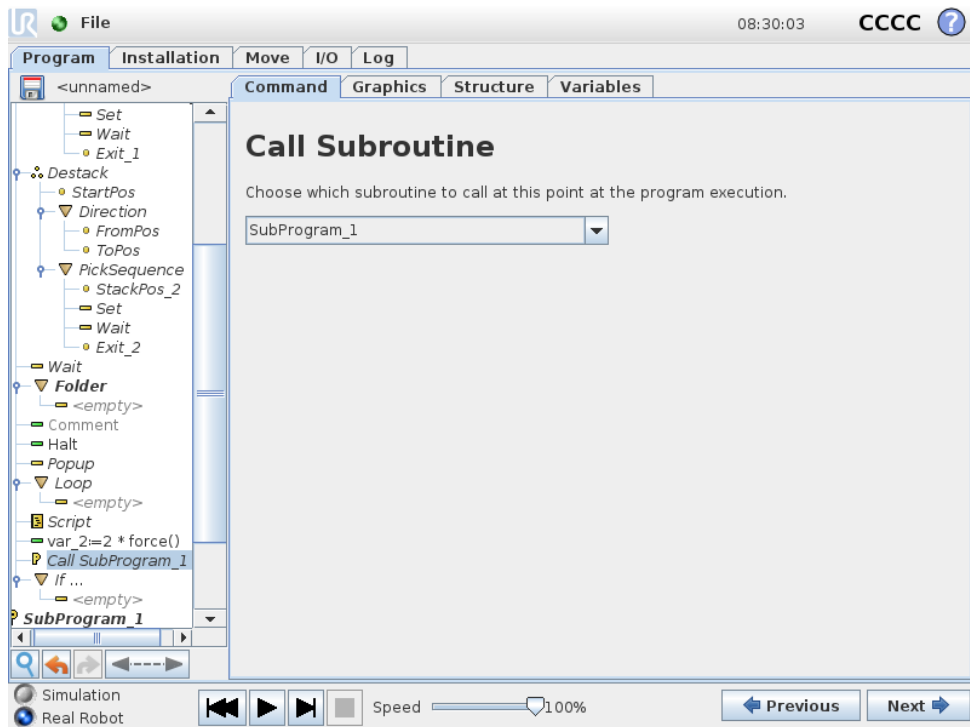 UR File 08:30:03 CCCC ?
Program Installation Move I/O Log
<unnamed>
Command Graphics Structure Variables
Set
Wait
Exit_1
Destack
StartPos
Direction
FromPos
ToPos
PickSequence
StackPos_2
Set
Wait
Exit_2
Wait
Folder
<empty>
Comment
Halt
Popup
Loop
<empty>
Script
var_2:=2 * force()
Call SubProgram_1
If ...
<empty>
SubProgram_1
Call Subroutine
Choose which subroutine to call at this point at the program execution.
SubProgram_1
Simulation
Real Robot
Speed 100%
Previous Next